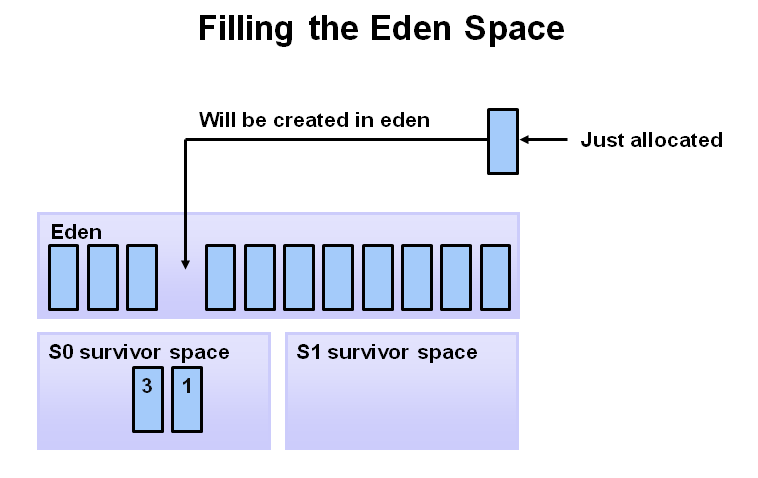 Filling the Eden Space
Will be created in eden
Just allocated
Eden
S0 survivor space
S1 survivor space
3 1